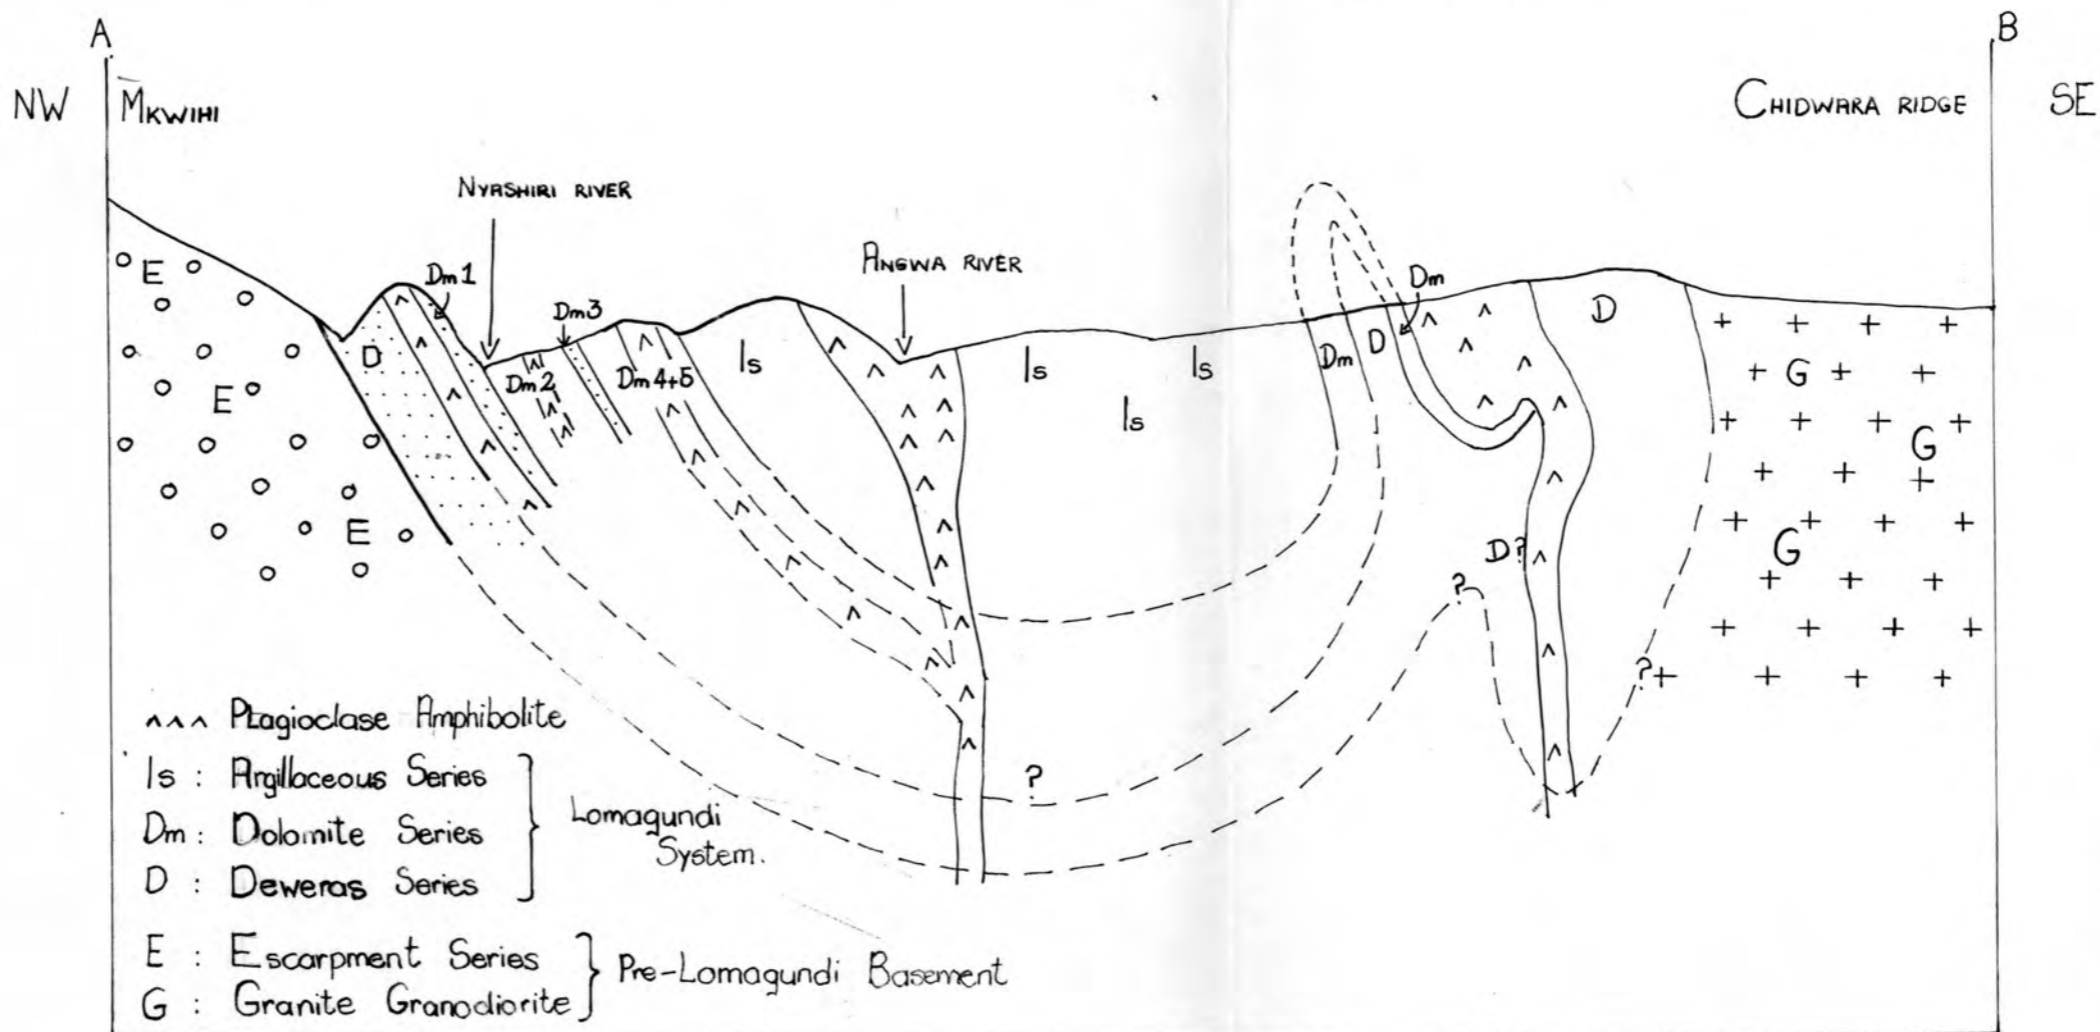 A
B
NW
MKWIHI
CHIDWARA RIDGE
SE
NYASHIRI RIVER
ANGWA RIVER
E
Dm1
Dm3
Dm
D
D
Dm2
Dm4+5
Is
Is
Is
Dm
D
G
E
Is
G
E
D?
?
G
?
?
^^^ Plagioclase Amphibolite
Is : Argillaceous Series
Dm : Dolomite Series
D : Deweras Series
Lomagundi
System.
E : Escarpment Series
G : Granite Granodiorite
Pre-Lomagundi Basement